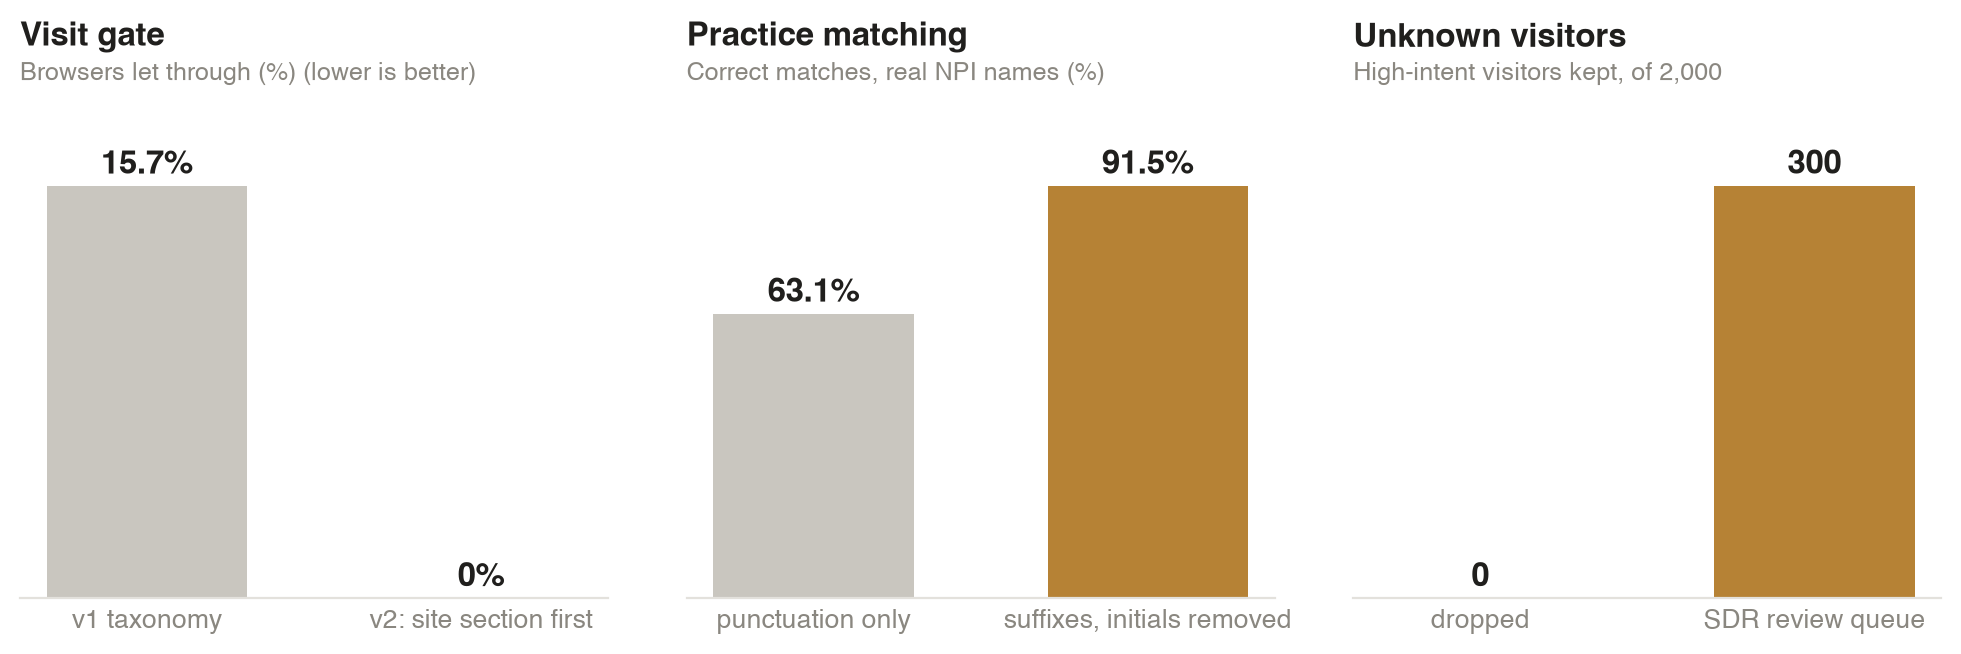 Visit gate
Browsers let through (%) (lower is better)
15.7%
0%
v1 taxonomy
v2: site section first
Practice matching
Correct matches, real NPI names (%)
63.1%
91.5%
punctuation only
suffixes, initials removed
Unknown visitors
High-intent visitors kept, of 2,000
0
300
dropped
SDR review queue